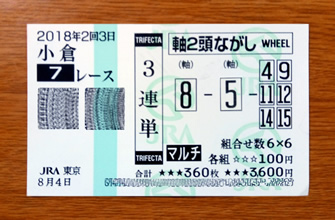 2018年2回3日
小倉
7レース
JRA 東京
8月4日
TRIFECTA
3連単
TRIFECTA
軸2頭ながし WHEEL
(軸) (軸)
8 - 5 -
4 9
11 12
14 15
組合せ数6×6
マルチ 各組 ☆☆☆100円
合計 ★★★360枚 ★★★3600円
JRA